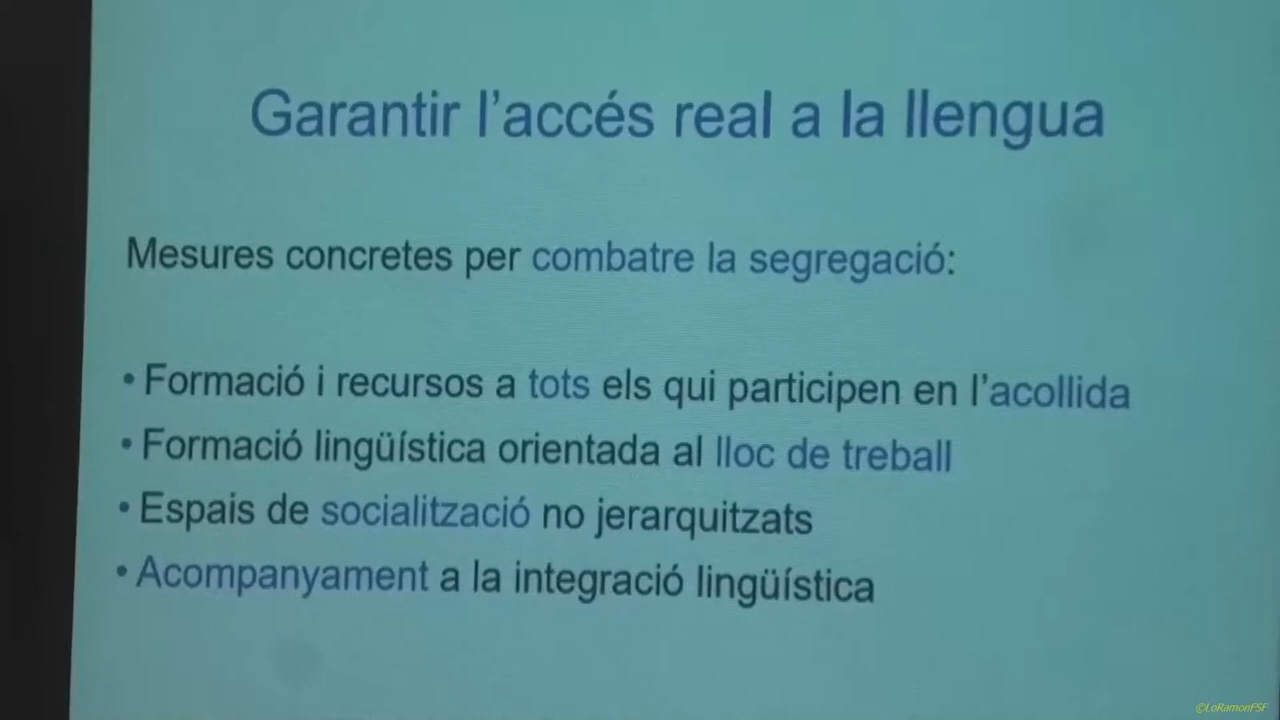 Garantir l'accés real a la llengua
Mesures concretes per combatre la segregació:
• Formació i recursos a tots els qui participen en l'acollida
• Formació lingüística orientada al lloc de treball
• Espais de socialització no jerarquitzats
• Acompanyament a la integració lingüística
©LoRamonFSF